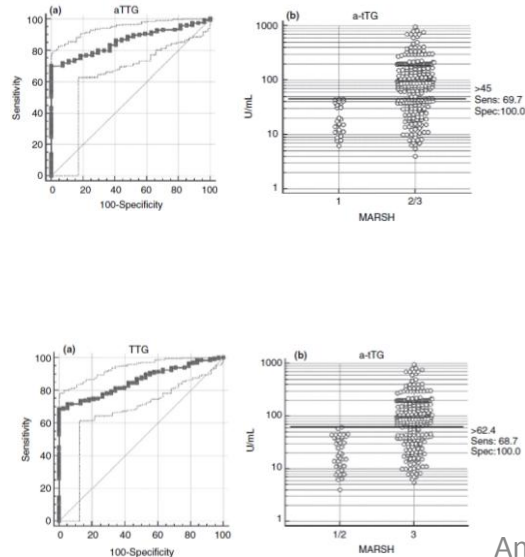 (a) aTTG
100
80
60
40
20
0
Sensitivity
0 20 40 60 80 100
100-Specificity
(b) a-tTG
1000
100
10
1
U/mL
>45
Sens: 69.7
Spec:100.0
1 2/3
MARSH
(a) TTG
100
80
60
40
20
0
Sensitivity
0 20 40 60 80 100
100-Specificity
(b) a-tTG
1000
100
10
1
U/mL
>62.4
Sens: 68.7
Spec:100.0
1/2 3
MARSH
An